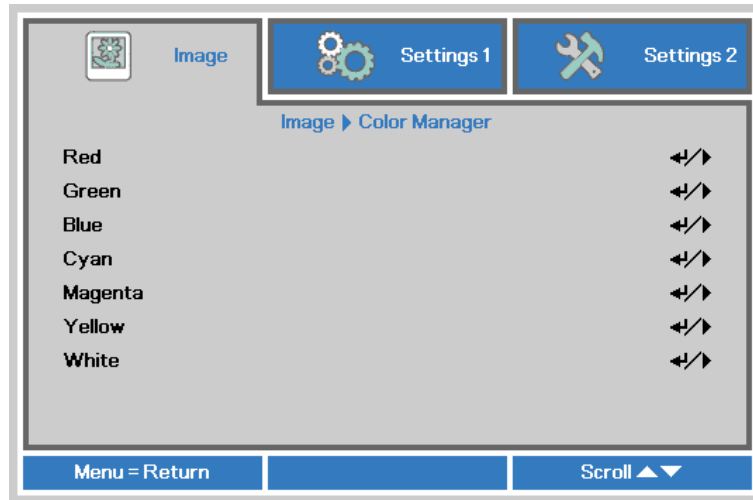 Image
Settings 1
Settings 2
Image ▶ Color Manager
Red ↵/▶
Green ↵/▶
Blue ↵/▶
Cyan ↵/▶
Magenta ↵/▶
Yellow ↵/▶
White ↵/▶
Menu = Return
Scroll ▲▼